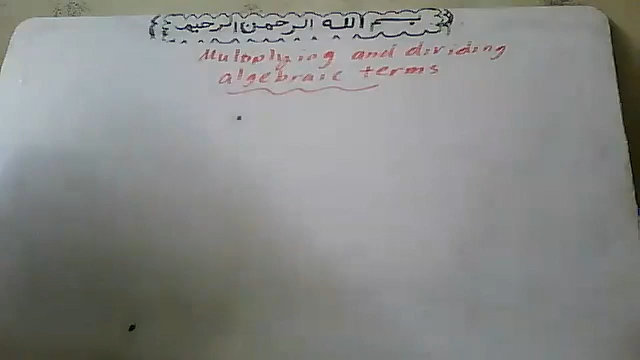 بسم الله الرحمن الرحيم
Multiplying and dividing
algebraic terms